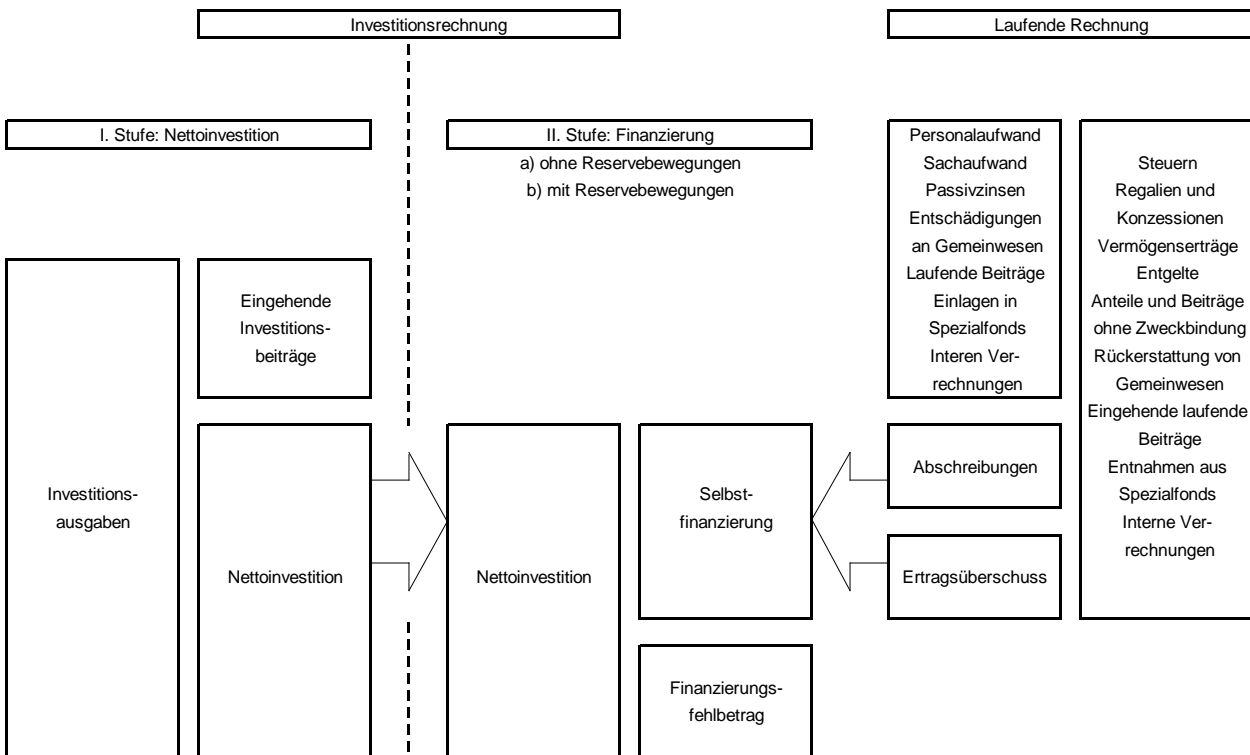 Investitionsrechnung
Laufende Rechnung
I. Stufe: Nettoinvestition
II. Stufe: Finanzierung
a) ohne Reservebewegungen
b) mit Reservebewegungen
Eingehende
Investitions-
beiträge
Investitions-
ausgaben
Nettoinvestition
Nettoinvestition
Selbst-
finanzierung
Finanzierungs-
fehlbetrag
Personalaufwand
Sachaufwand
Passivzinsen
Entschädigungen
an Gemeinwesen
Laufende Beiträge
Einlagen in
Spezialfonds
Interen Ver-
rechnungen
Abschreibungen
Ertragsüberschuss
Steuern
Regalien und
Konzessionen
Vermögenserträge
Entgelte
Anteile und Beiträge
ohne Zweckbindung
Rückerstattung von
Gemeinwesen
Eingehende laufende
Beiträge
Entnahmen aus
Spezialfonds
Interne Ver-
rechnungen